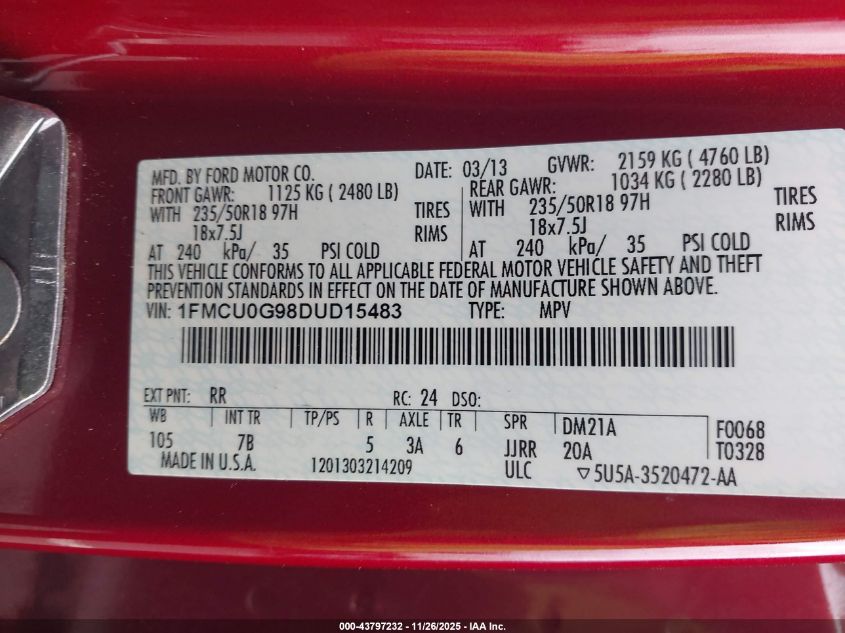 MFD. BY FORD MOTOR CO. DATE: 03/13 GVWR: 2159 KG ( 4760 LB)
FRONT GAWR: 1125 KG ( 2480 LB) REAR GAWR: 1034 KG ( 2280 LB)
WITH 235/50R18 97H TIRES WITH 235/50R18 97H TIRES
18x7.5J RIMS 18x7.5J RIMS
AT 240 kPa/ 35 PSI COLD AT 240 kPa/ 35 PSI COLD
THIS VEHICLE CONFORMS TO ALL APPLICABLE FEDERAL MOTOR VEHICLE SAFETY AND THEFT
PREVENTION STANDARDS IN EFFECT ON THE DATE OF MANUFACTURE SHOWN ABOVE.
VIN: 1FMCU0G98DUD15483 TYPE: MPV
EXT PNT: RR RC: 24 DSO:
WB INT TR TP/PS R AXLE TR SPR DM21A F0068
105 7B 5 3A 6 JJRR 20A T0328
MADE IN U.S.A. 1201303214209 ULC ▽5U5A-3520472-AA
000-43797232 - 11/26/2025 - IAA Inc.